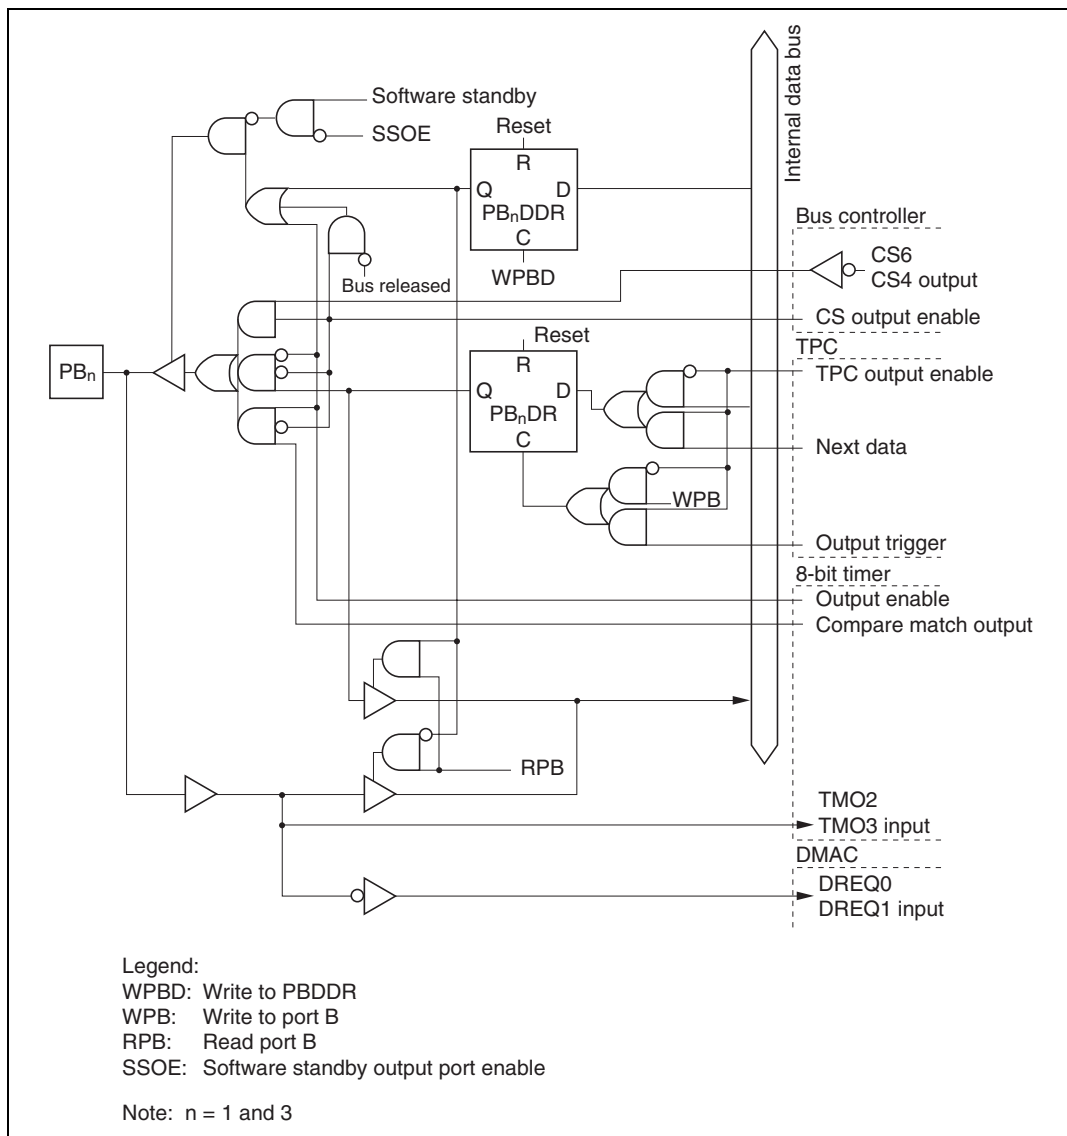 Internal data bus
Software standby
SSOE
Reset
R
Q D
PBnDDR
C
WPBD
Bus released
Bus controller
CS6
CS4 output
CS output enable
TPC
TPC output enable
Reset
R
Q D
PBnDR
C
PBn
Next data
WPB
Output trigger
8-bit timer
Output enable
Compare match output
RPB
TMO2
TMO3 input
DMAC
DREQ0
DREQ1 input
Legend:
WPBD: Write to PBDDR
WPB: Write to port B
RPB: Read port B
SSOE: Software standby output port enable
Note: n = 1 and 3